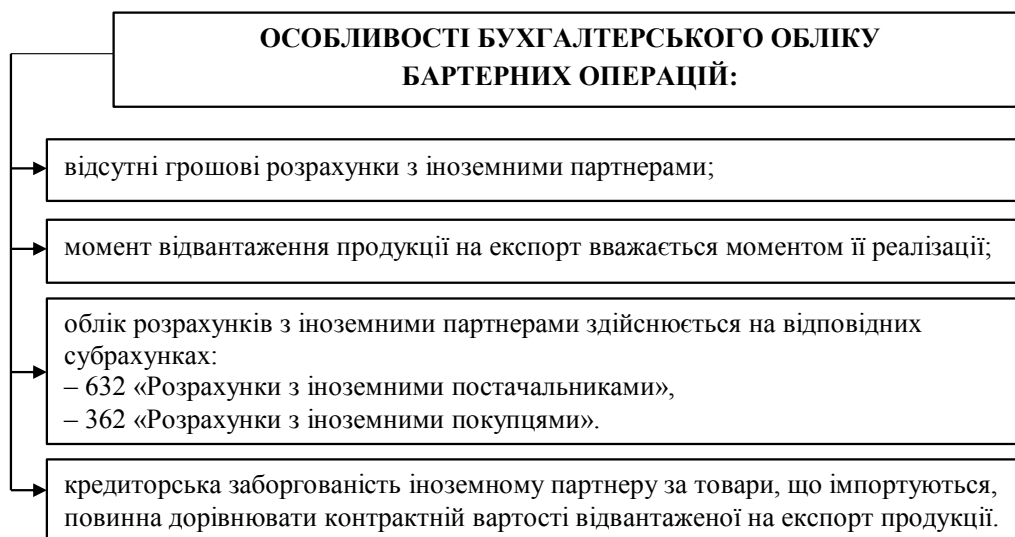 ОСОБЛИВОСТІ БУХГАЛТЕРСЬКОГО ОБЛІКУ
БАРТЕРНИХ ОПЕРАЦІЙ:
відсутні грошові розрахунки з іноземними партнерами;
момент відвантаження продукції на експорт вважається моментом її реалізації;
облік розрахунків з іноземними партнерами здійснюється на відповідних
субрахунках:
– 632 «Розрахунки з іноземними постачальниками»,
– 362 «Розрахунки з іноземними покупцями».
кредиторська заборгованість іноземному партнеру за товари, що імпортуються,
повинна дорівнювати контрактній вартості відвантаженої на експорт продукції.